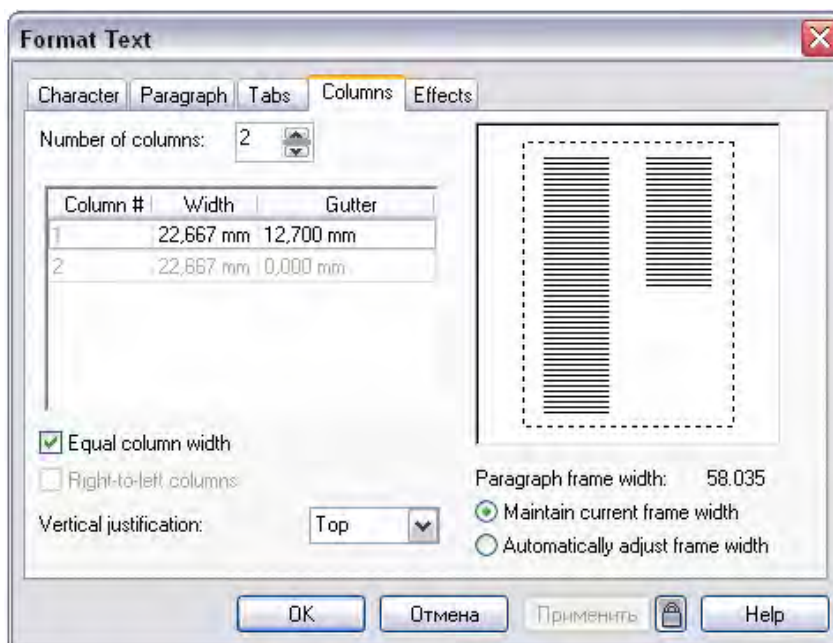 Format Text
Character Paragraph Tabs Columns Effects
Number of columns: 2
Column # Width Gutter
1 22,667 mm 12,700 mm
2 22,667 mm 0,000 mm
Equal column width
Right-to-left columns
Vertical justification: Top
Paragraph frame width: 58.035
Maintain current frame width
Automatically adjust frame width
OK Отмена Применить Help